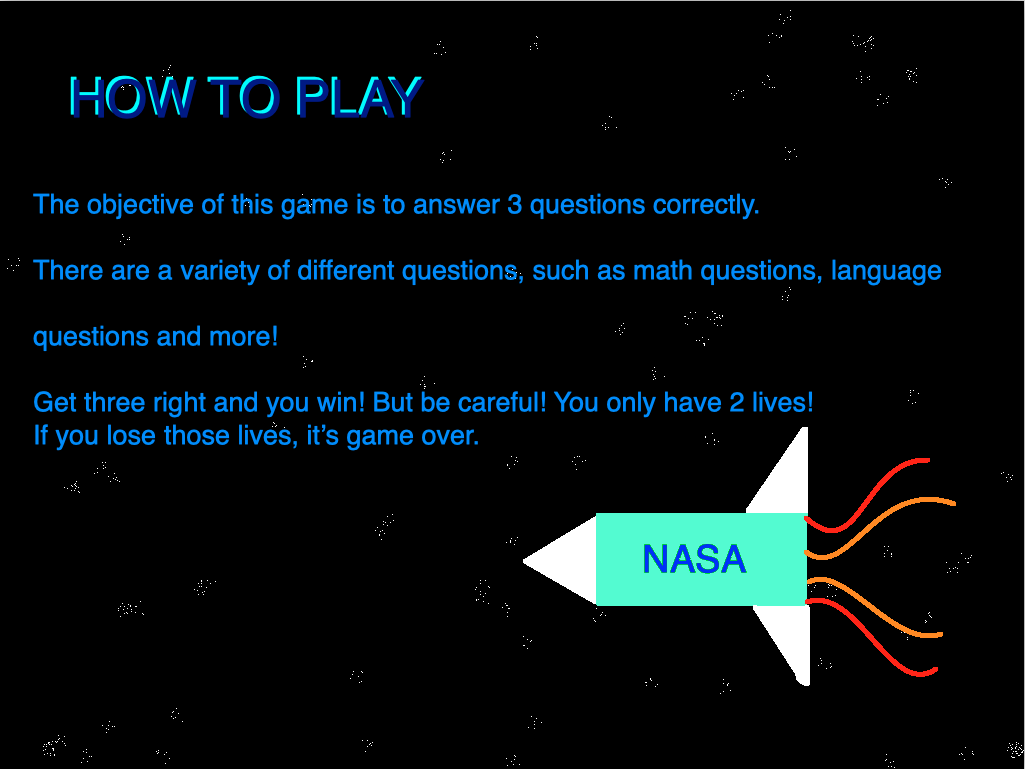 HOW TO PLAY
The objective of this game is to answer 3 questions correctly.
There are a variety of different questions, such as math questions, language
questions and more!
Get three right and you win! But be careful! You only have 2 lives!
If you lose those lives, it’s game over.
NASA